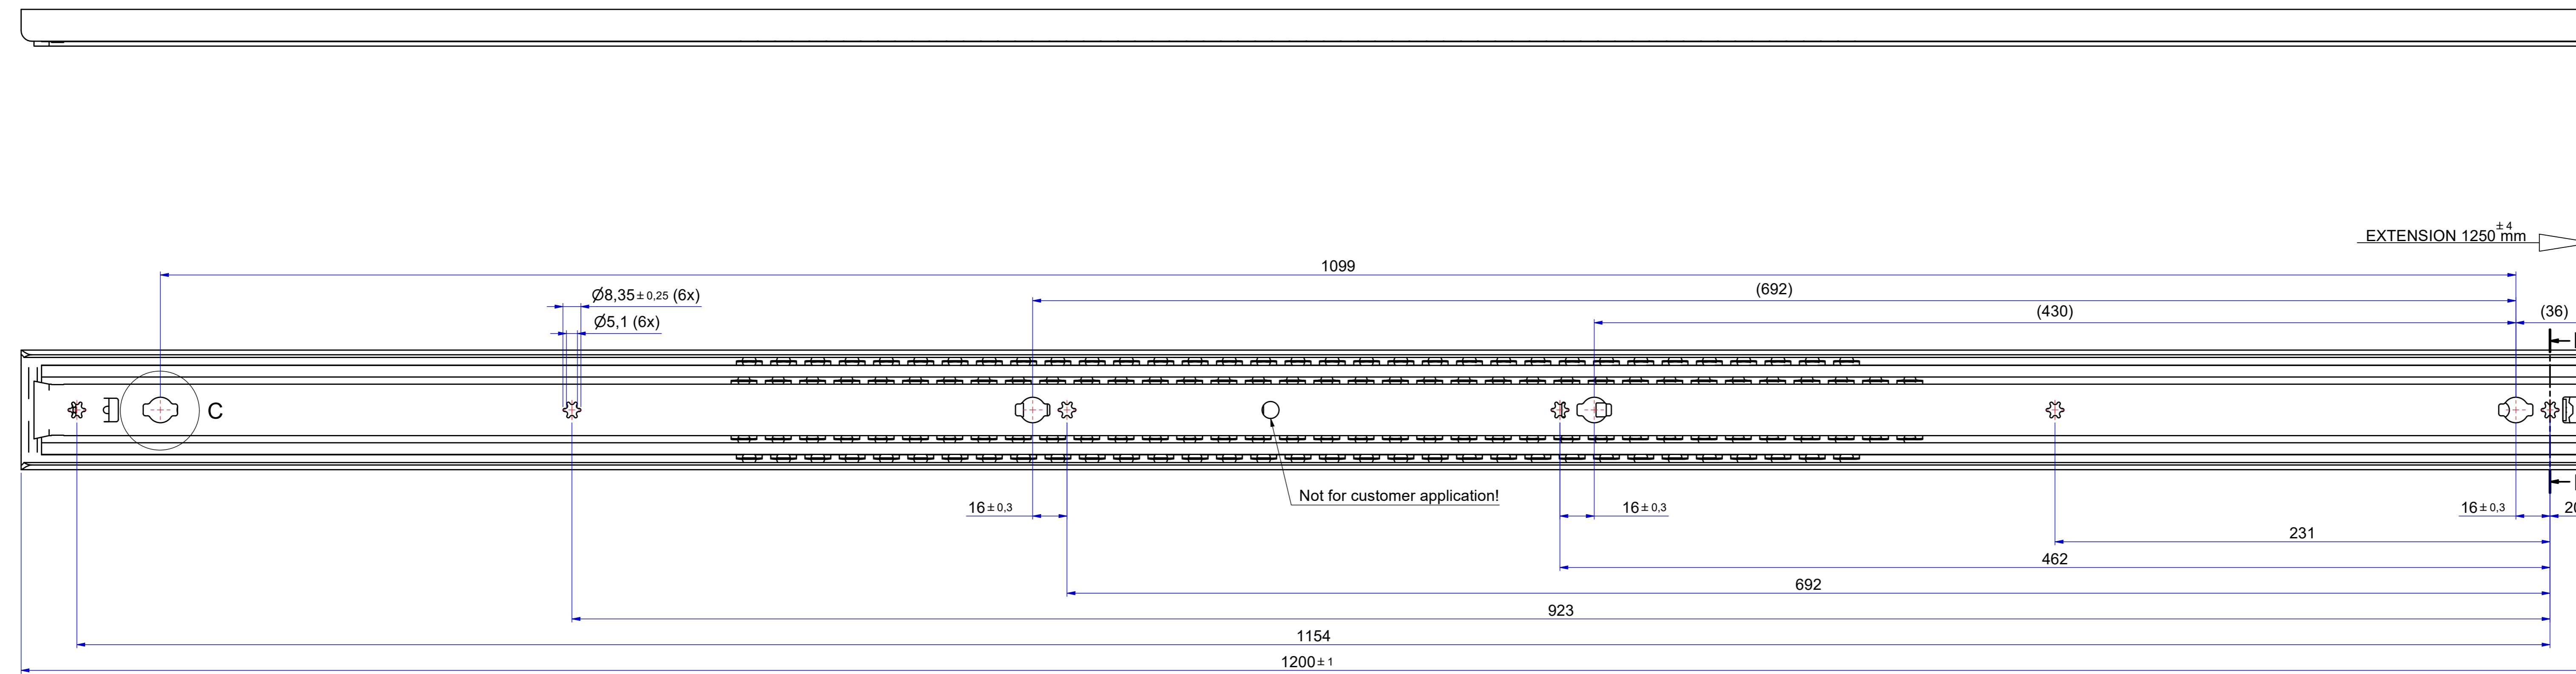 EXTENSION 1250 mm ±4
1099
Ø8,35±0,25 (6x)
(692)
(430)
(36)
Ø5,1 (6x)
C
Not for customer application!
16±0,3
16±0,3
16±0,3
231
462
692
923
1154
1200±1